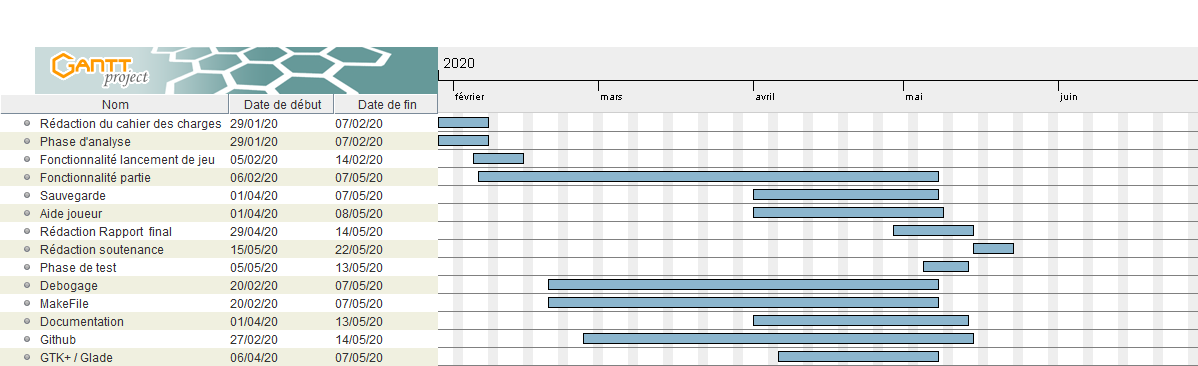 GANTT
project
2020
février mars avril mai juin
Nom Date de début Date de fin
Rédaction du cahier des charges 29/01/20 07/02/20
Phase d'analyse 29/01/20 07/02/20
Fonctionnalité lancement de jeu 05/02/20 14/02/20
Fonctionnalité partie 06/02/20 07/05/20
Sauvegarde 01/04/20 07/05/20
Aide joueur 01/04/20 08/05/20
Rédaction Rapport final 29/04/20 14/05/20
Rédaction soutenance 15/05/20 22/05/20
Phase de test 05/05/20 13/05/20
Debogage 20/02/20 07/05/20
MakeFile 20/02/20 07/05/20
Documentation 01/04/20 13/05/20
Github 27/02/20 14/05/20
GTK+ / Glade 06/04/20 07/05/20